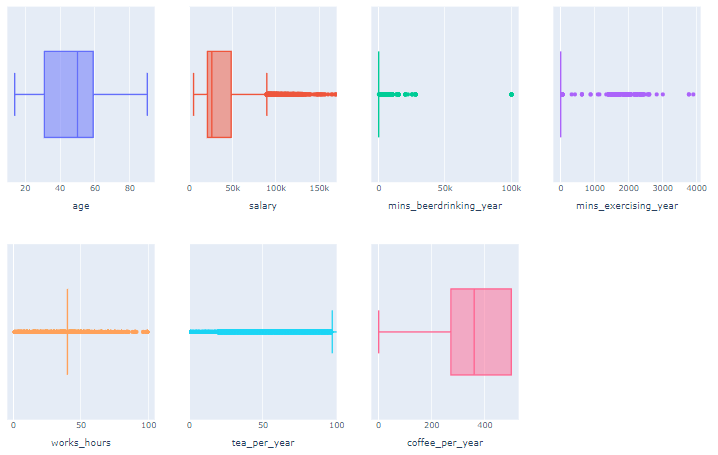 20 40 60 80
age
0 50k 100k 150k
salary
0 50k 100k
mins_beerdrinking_year
0 1000 2000 3000 4000
mins_exercising_year
0 50 100
works_hours
0 50 100
tea_per_year
0 200 400
coffee_per_year